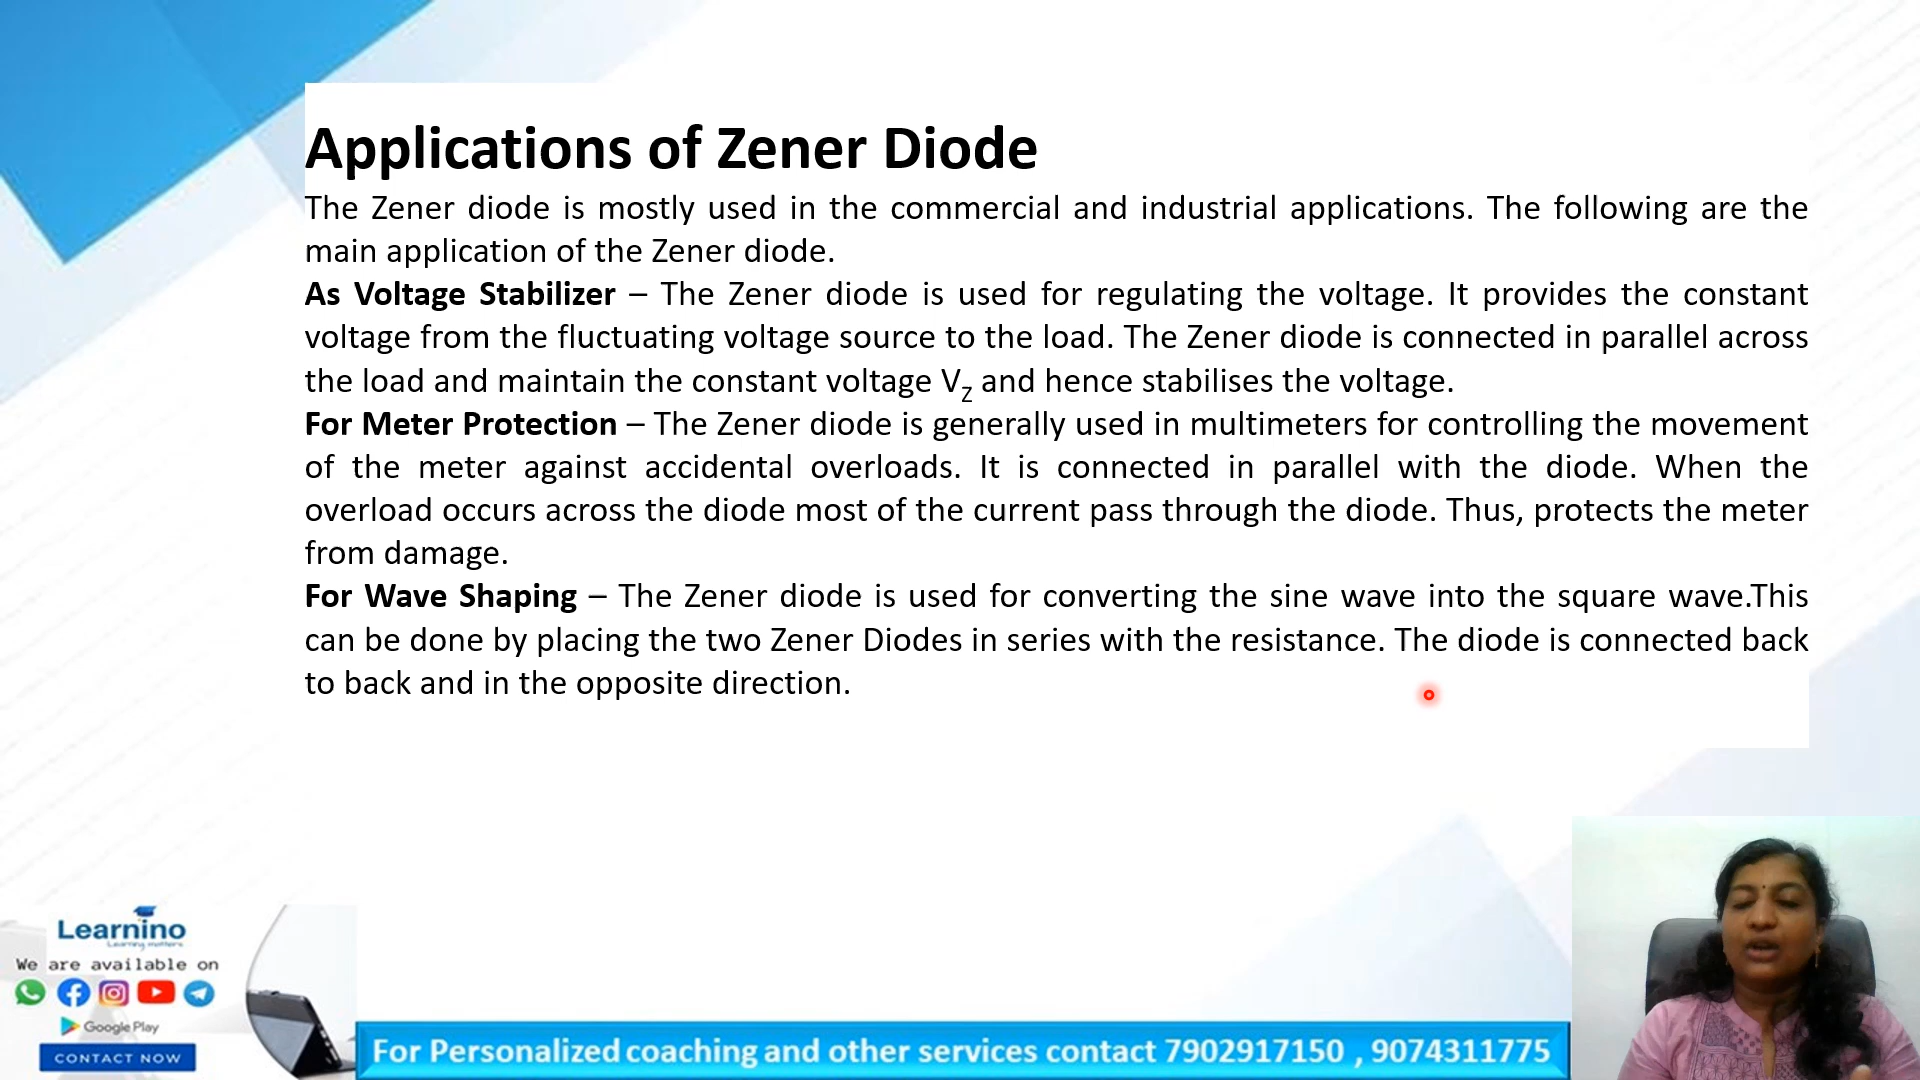 Applications of Zener Diode
The Zener diode is mostly used in the commercial and industrial applications. The following are the
main application of the Zener diode.
As Voltage Stabilizer – The Zener diode is used for regulating the voltage. It provides the constant
voltage from the fluctuating voltage source to the load. The Zener diode is connected in parallel across
the load and maintain the constant voltage VZ and hence stabilises the voltage.
For Meter Protection – The Zener diode is generally used in multimeters for controlling the movement
of the meter against accidental overloads. It is connected in parallel with the diode. When the
overload occurs across the diode most of the current pass through the diode. Thus, protects the meter
from damage.
For Wave Shaping – The Zener diode is used for converting the sine wave into the square wave.This
can be done by placing the two Zener Diodes in series with the resistance. The diode is connected back
to back and in the opposite direction.
Learnino
Learning matters
We are available on
Google Play
CONTACT NOW
For Personalized coaching and other services contact 7902917150 , 9074311775